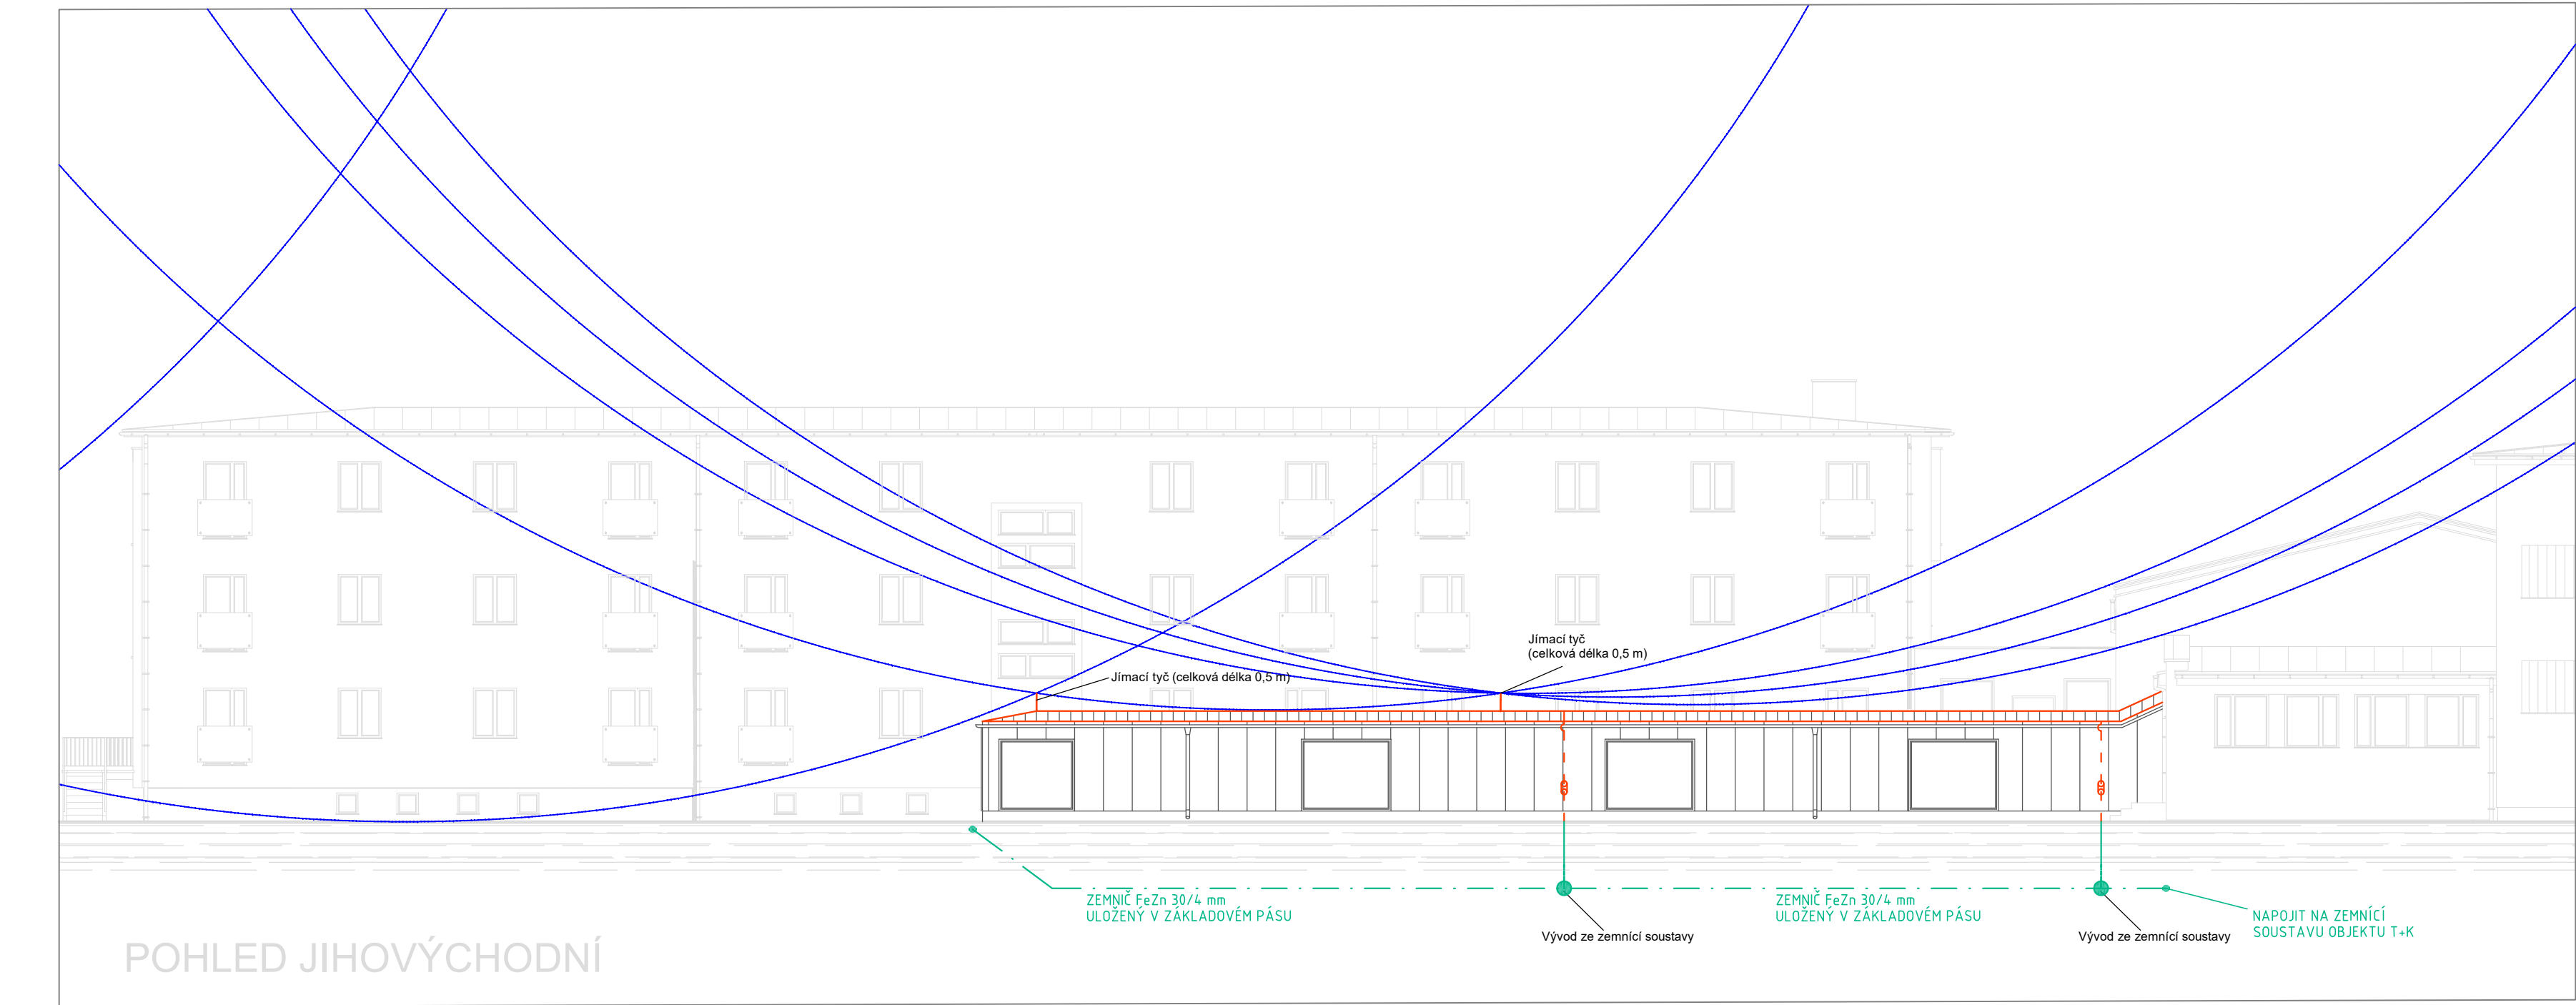 Jímací tyč
(celková délka 0,5 m)
Jímací tyč (celková délka 0,5 m)
ZEMNIČ FeZn 30/4 mm
ULOŽENÝ V ZÁKLADOVÉM PÁSU
ZEMNIČ FeZn 30/4 mm
ULOŽENÝ V ZÁKLADOVÉM PÁSU
NAPOJIT NA ZEMNÍCÍ
SOUSTAVU OBJEKTU T+K
Vývod ze zemnící soustavy
Vývod ze zemnící soustavy
POHLED JIHOVÝCHODNÍ